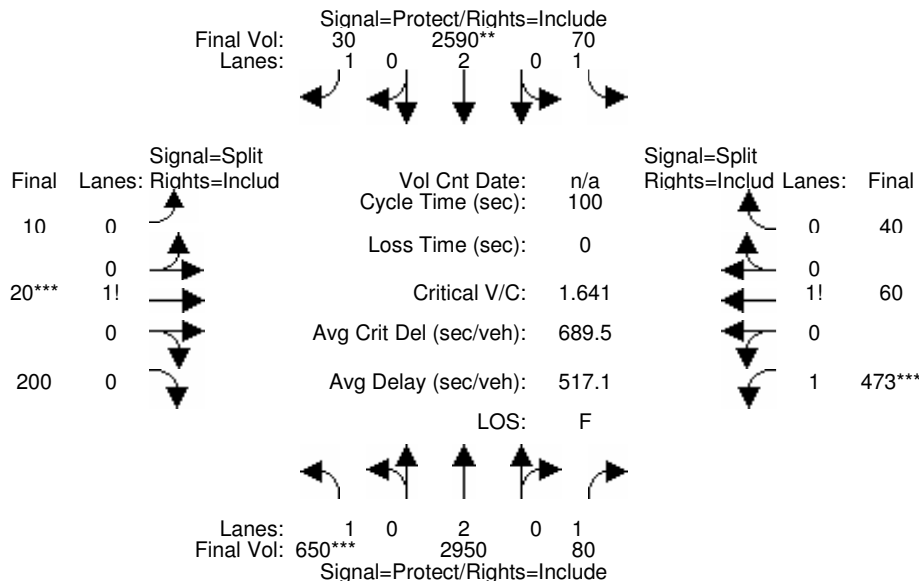 Signal=Protect/Rights=Include
Final Vol: 30 2590** 70
Lanes: 1 0 2 0 1
Signal=Split Signal=Split
Final Lanes: Rights=Includ Vol Cnt Date: n/a Rights=Includ Lanes: Final
Cycle Time (sec): 100
10 0 0 40
Loss Time (sec): 0
0 0
20*** 1! Critical V/C: 1.641 1! 60
0 Avg Crit Del (sec/veh): 689.5 0
200 0 Avg Delay (sec/veh): 517.1 1 473***
LOS: F
Lanes: 1 0 2 0 1
Final Vol: 650*** 2950 80
Signal=Protect/Rights=Include